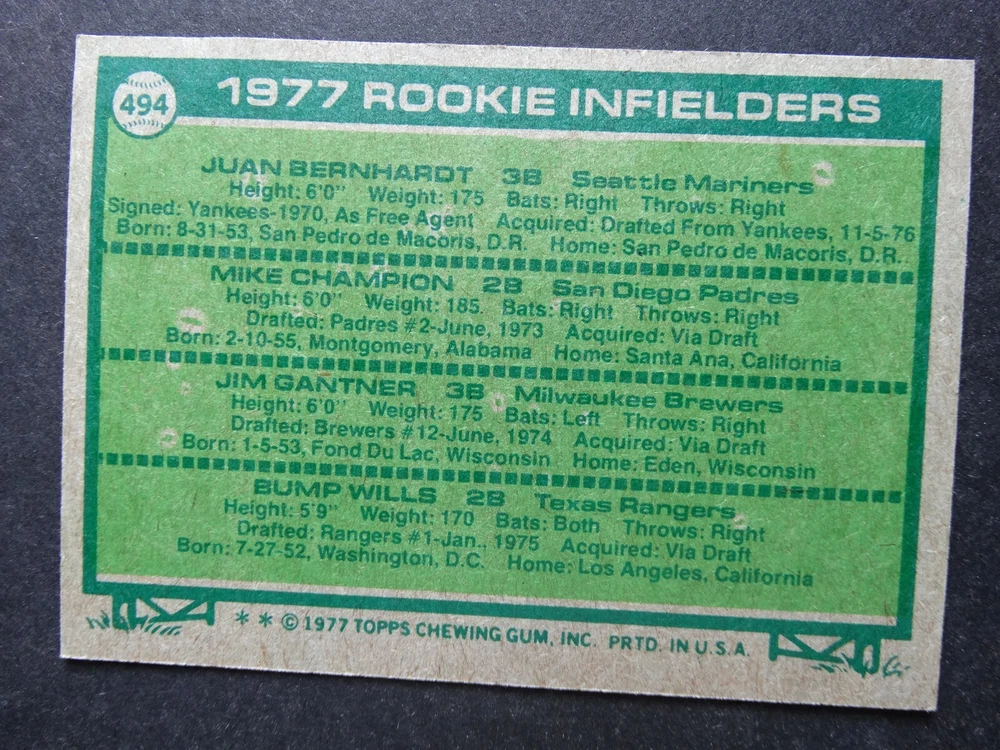 494
1977 ROOKIE INFIELDERS
JUAN BERNHARDT 3B Seattle Mariners
Height: 6'0" Weight: 175 Bats: Right Throws: Right
Signed: Yankees-1970, As Free Agent Acquired: Drafted From Yankees, 11-5-76
Born: 8-31-53, San Pedro de Macoris, D.R. Home: San Pedro de Macoris, D.R.
MIKE CHAMPION 2B San Diego Padres
Height: 6'0" Weight: 185. Bats: Right Throws: Right
Drafted: Padres #2-June, 1973 Acquired: Via Draft
Born: 2-10-55, Montgomery, Alabama Home: Santa Ana, California
JIM GANTNER 3B Milwaukee Brewers
Height: 6'0" Weight: 175 Bats: Left Throws: Right
Drafted: Brewers #12-June, 1974 Acquired: Via Draft
Born: 1-5-53, Fond Du Lac, Wisconsin Home: Eden, Wisconsin
BUMP WILLS 2B Texas Rangers
Height: 5'9" Weight: 170 Bats: Both Throws: Right
Drafted: Rangers #1-Jan., 1975 Acquired: Via Draft
Born: 7-27-52, Washington, D.C. Home: Los Angeles, California
* * © 1977 TOPPS CHEWING GUM, INC. PRTD. IN U.S.A.